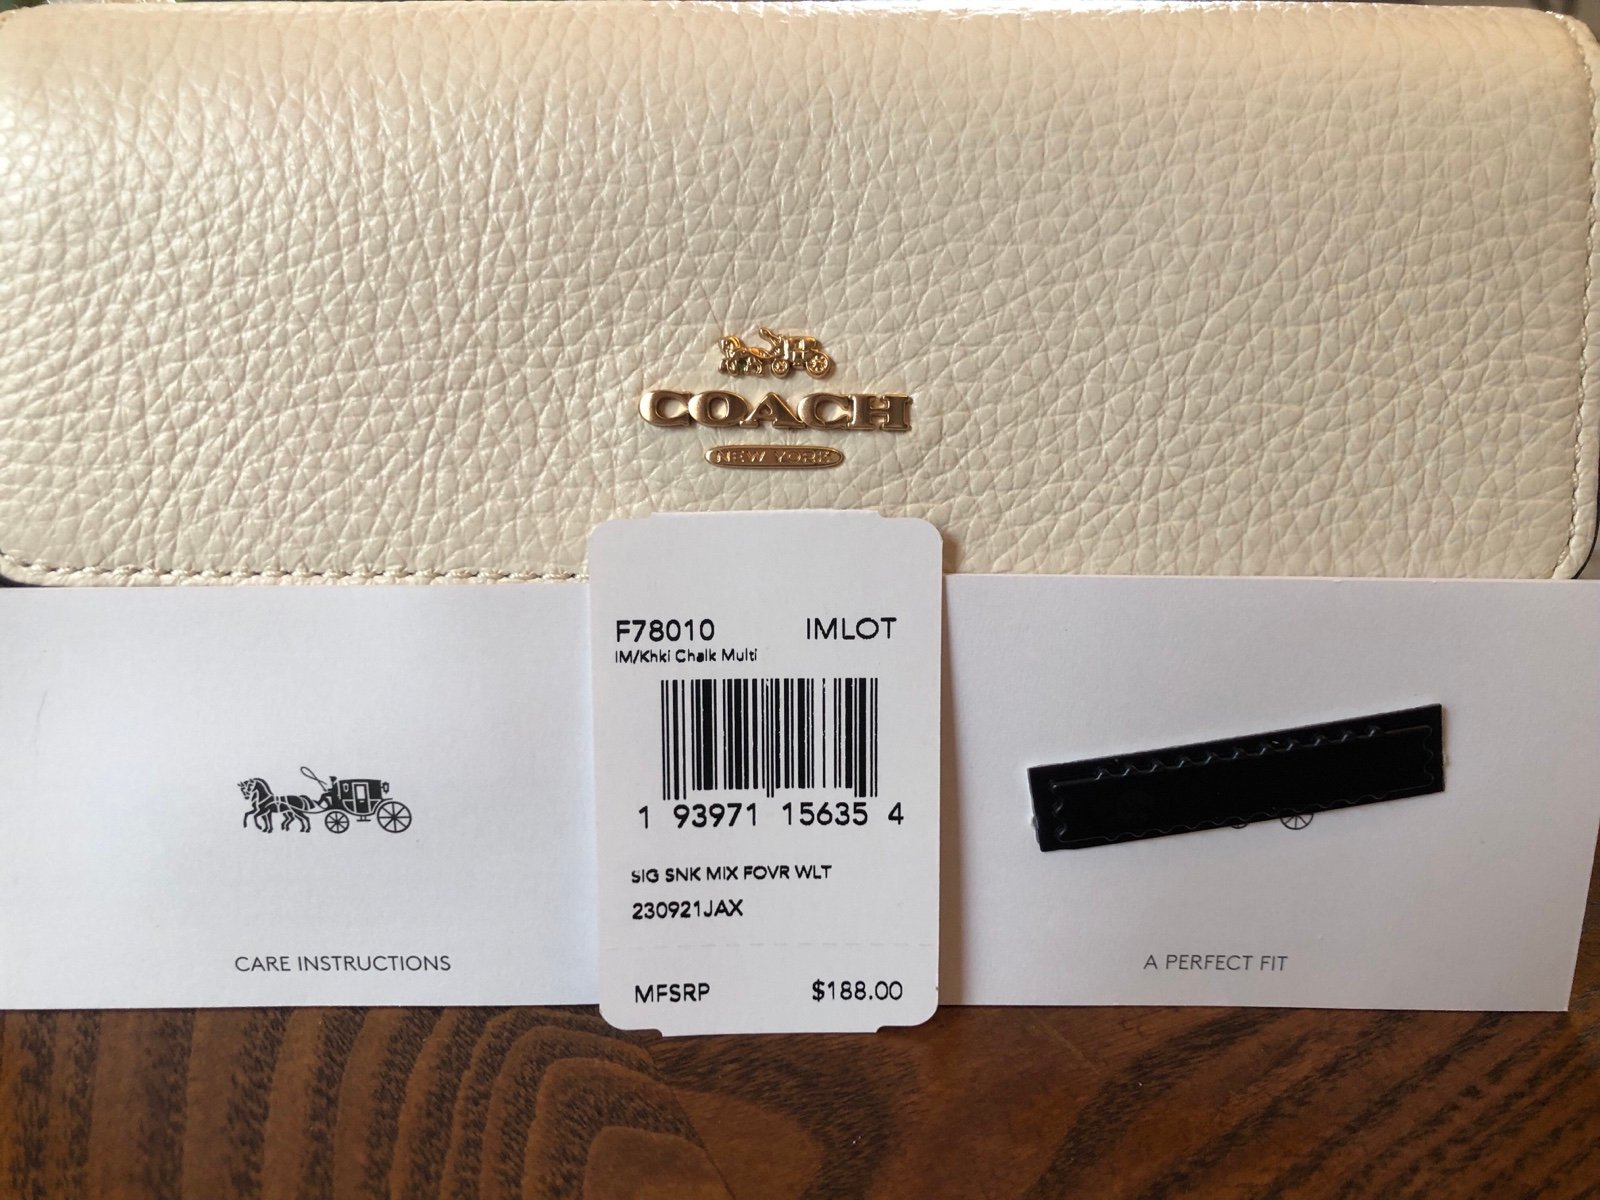 COACH
NEW YORK
F78010 IMLOT
IM/Khki Chalk Multi
1 93971 15635 4
SIG SNK MIX FOVR WLT
230921JAX
MFSRP $188.00
CARE INSTRUCTIONS
A PERFECT FIT